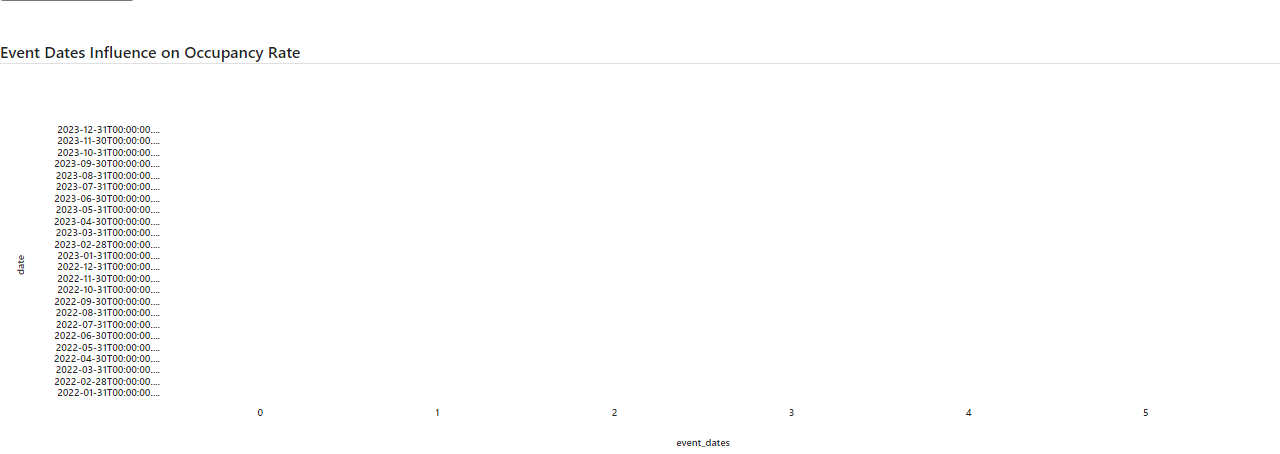 Event Dates Influence on Occupancy Rate
2023-12-31T00:00:00....
2023-11-30T00:00:00....
2023-10-31T00:00:00....
2023-09-30T00:00:00....
2023-08-31T00:00:00....
2023-07-31T00:00:00....
2023-06-30T00:00:00....
2023-05-31T00:00:00....
2023-04-30T00:00:00....
2023-03-31T00:00:00....
2023-02-28T00:00:00....
2023-01-31T00:00:00....
2022-12-31T00:00:00....
2022-11-30T00:00:00....
2022-10-31T00:00:00....
2022-09-30T00:00:00....
2022-08-31T00:00:00....
2022-07-31T00:00:00....
2022-06-30T00:00:00....
2022-05-31T00:00:00....
2022-04-30T00:00:00....
2022-03-31T00:00:00....
2022-02-28T00:00:00....
2022-01-31T00:00:00....
date
0 1 2 3 4 5
event_dates